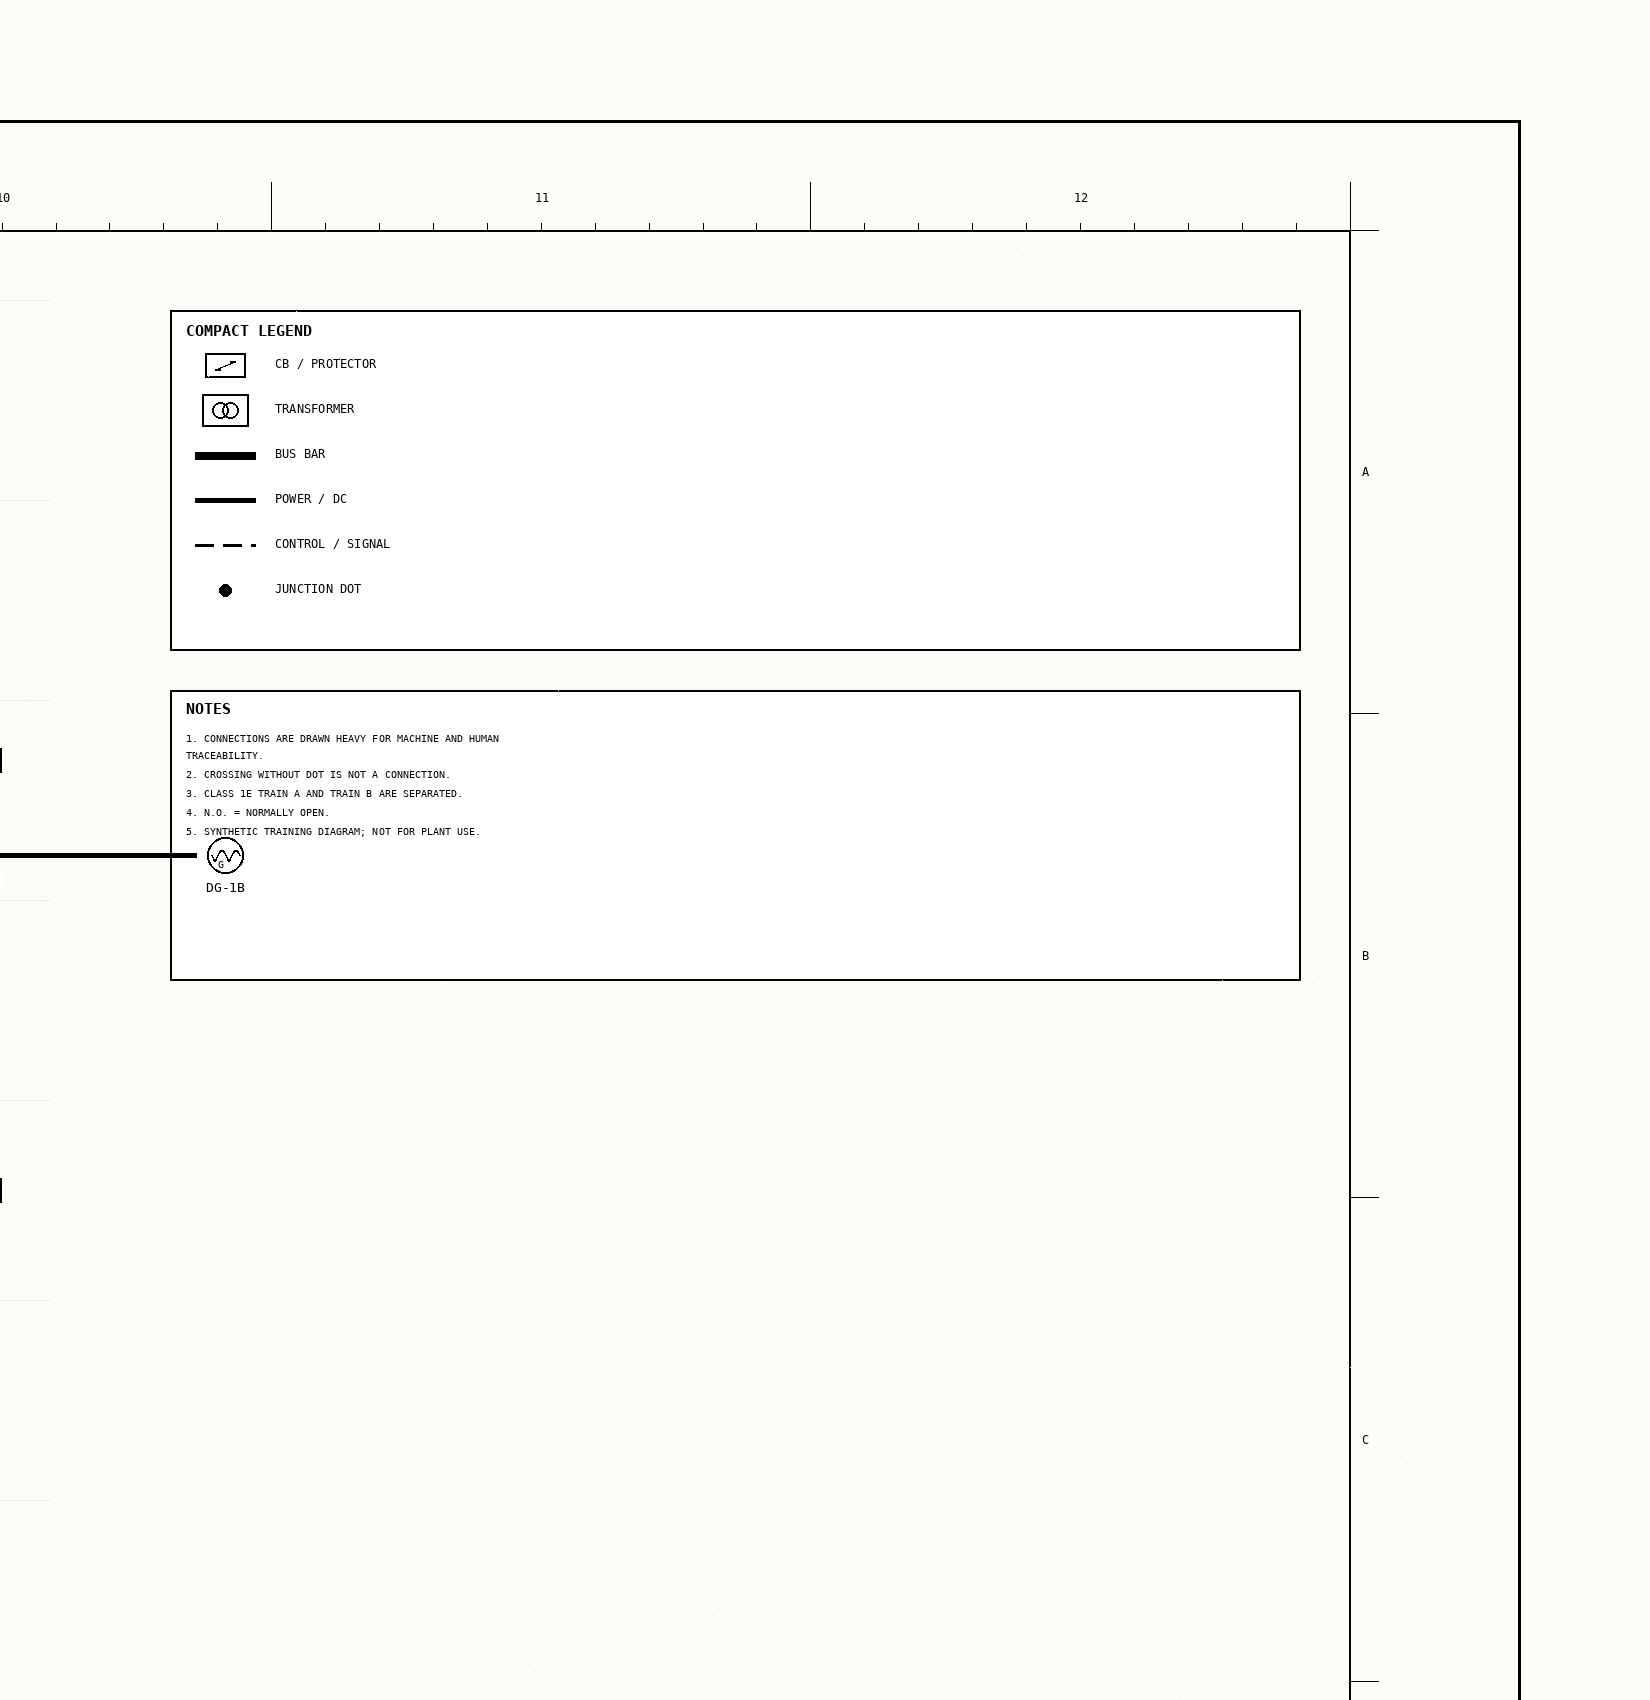 10
11
12
COMPACT LEGEND
CB / PROTECTOR
TRANSFORMER
BUS BAR
POWER / DC
CONTROL / SIGNAL
JUNCTION DOT
A
NOTES
1. CONNECTIONS ARE DRAWN HEAVY FOR MACHINE AND HUMAN
TRACEABILITY.
2. CROSSING WITHOUT DOT IS NOT A CONNECTION.
3. CLASS 1E TRAIN A AND TRAIN B ARE SEPARATED.
4. N.O. = NORMALLY OPEN.
5. SYNTHETIC TRAINING DIAGRAM; NOT FOR PLANT USE.
G
DG-1B
B
C